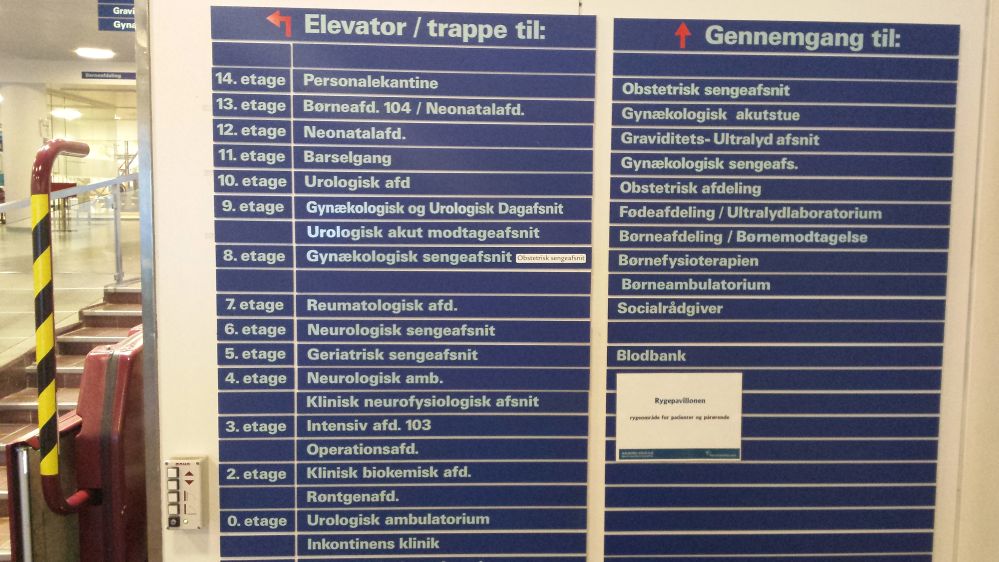 Gravi
Gyna
Børneafdeling
Elevator / trappe til:
14. etage Personalekantine
13. etage Børneafd. 104 / Neonatalafd.
12. etage Neonatalafd.
11. etage Barselgang
10. etage Urologisk afd
9. etage Gynækologisk og Urologisk Dagafsnit
Urologisk akut modtageafsnit
8. etage Gynækologisk sengeafsnit Obstetrisk sengeafsnit
7. etage Reumatologisk afd.
6. etage Neurologisk sengeafsnit
5. etage Geriatrisk sengeafsnit
4. etage Neurologisk amb.
Klinisk neurofysiologisk afsnit
3. etage Intensiv afd. 103
Operationsafd.
2. etage Klinisk biokemisk afd.
Røntgenafd.
0. etage Urologisk ambulatorium
Inkontinens klinik
Gennemgang til:
Obstetrisk sengeafsnit
Gynækologisk akutstue
Graviditets- Ultralyd afsnit
Gynækologisk sengeafs.
Obstetrisk afdeling
Fødeafdeling / Ultralydlaboratorium
Børneafdeling / Børnemodtagelse
Børnefysioterapien
Børneambulatorium
Socialrådgiver
Blodbank
Rygepavillonen
rygeområde for patienter og pårørende